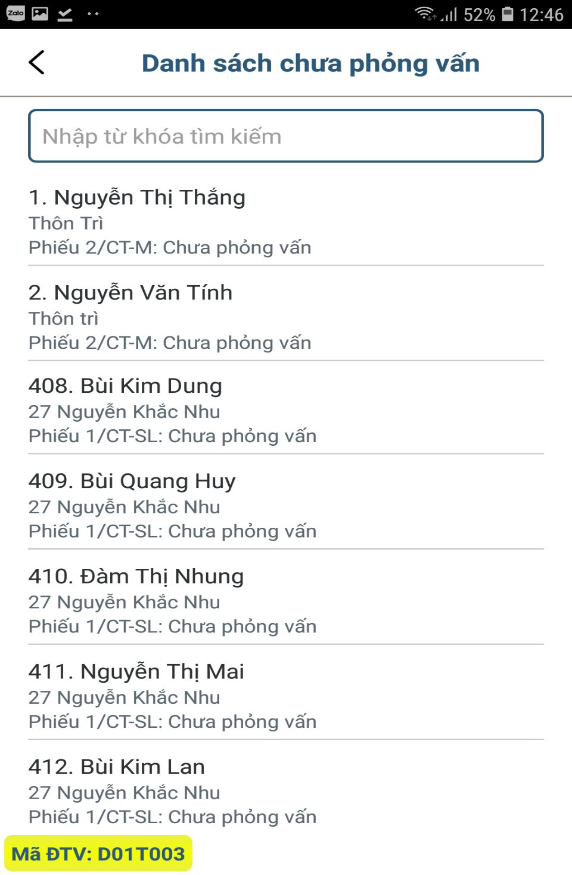 Zalo
52% 12:46
Danh sách chưa phỏng vấn
Nhập từ khóa tìm kiếm
1. Nguyễn Thị Thắng
Thôn Trì
Phiếu 2/CT-M: Chưa phỏng vấn
2. Nguyễn Văn Tính
Thôn trì
Phiếu 2/CT-M: Chưa phỏng vấn
408. Bùi Kim Dung
27 Nguyễn Khắc Nhu
Phiếu 1/CT-SL: Chưa phỏng vấn
409. Bùi Quang Huy
27 Nguyễn Khắc Nhu
Phiếu 1/CT-SL: Chưa phỏng vấn
410. Đàm Thị Nhung
27 Nguyễn Khắc Nhu
Phiếu 1/CT-SL: Chưa phỏng vấn
411. Nguyễn Thị Mai
27 Nguyễn Khắc Nhu
Phiếu 1/CT-SL: Chưa phỏng vấn
412. Bùi Kim Lan
27 Nguyễn Khắc Nhu
Phiếu 1/CT-SL: Chưa phỏng vấn
Mã ĐTV: D01T003